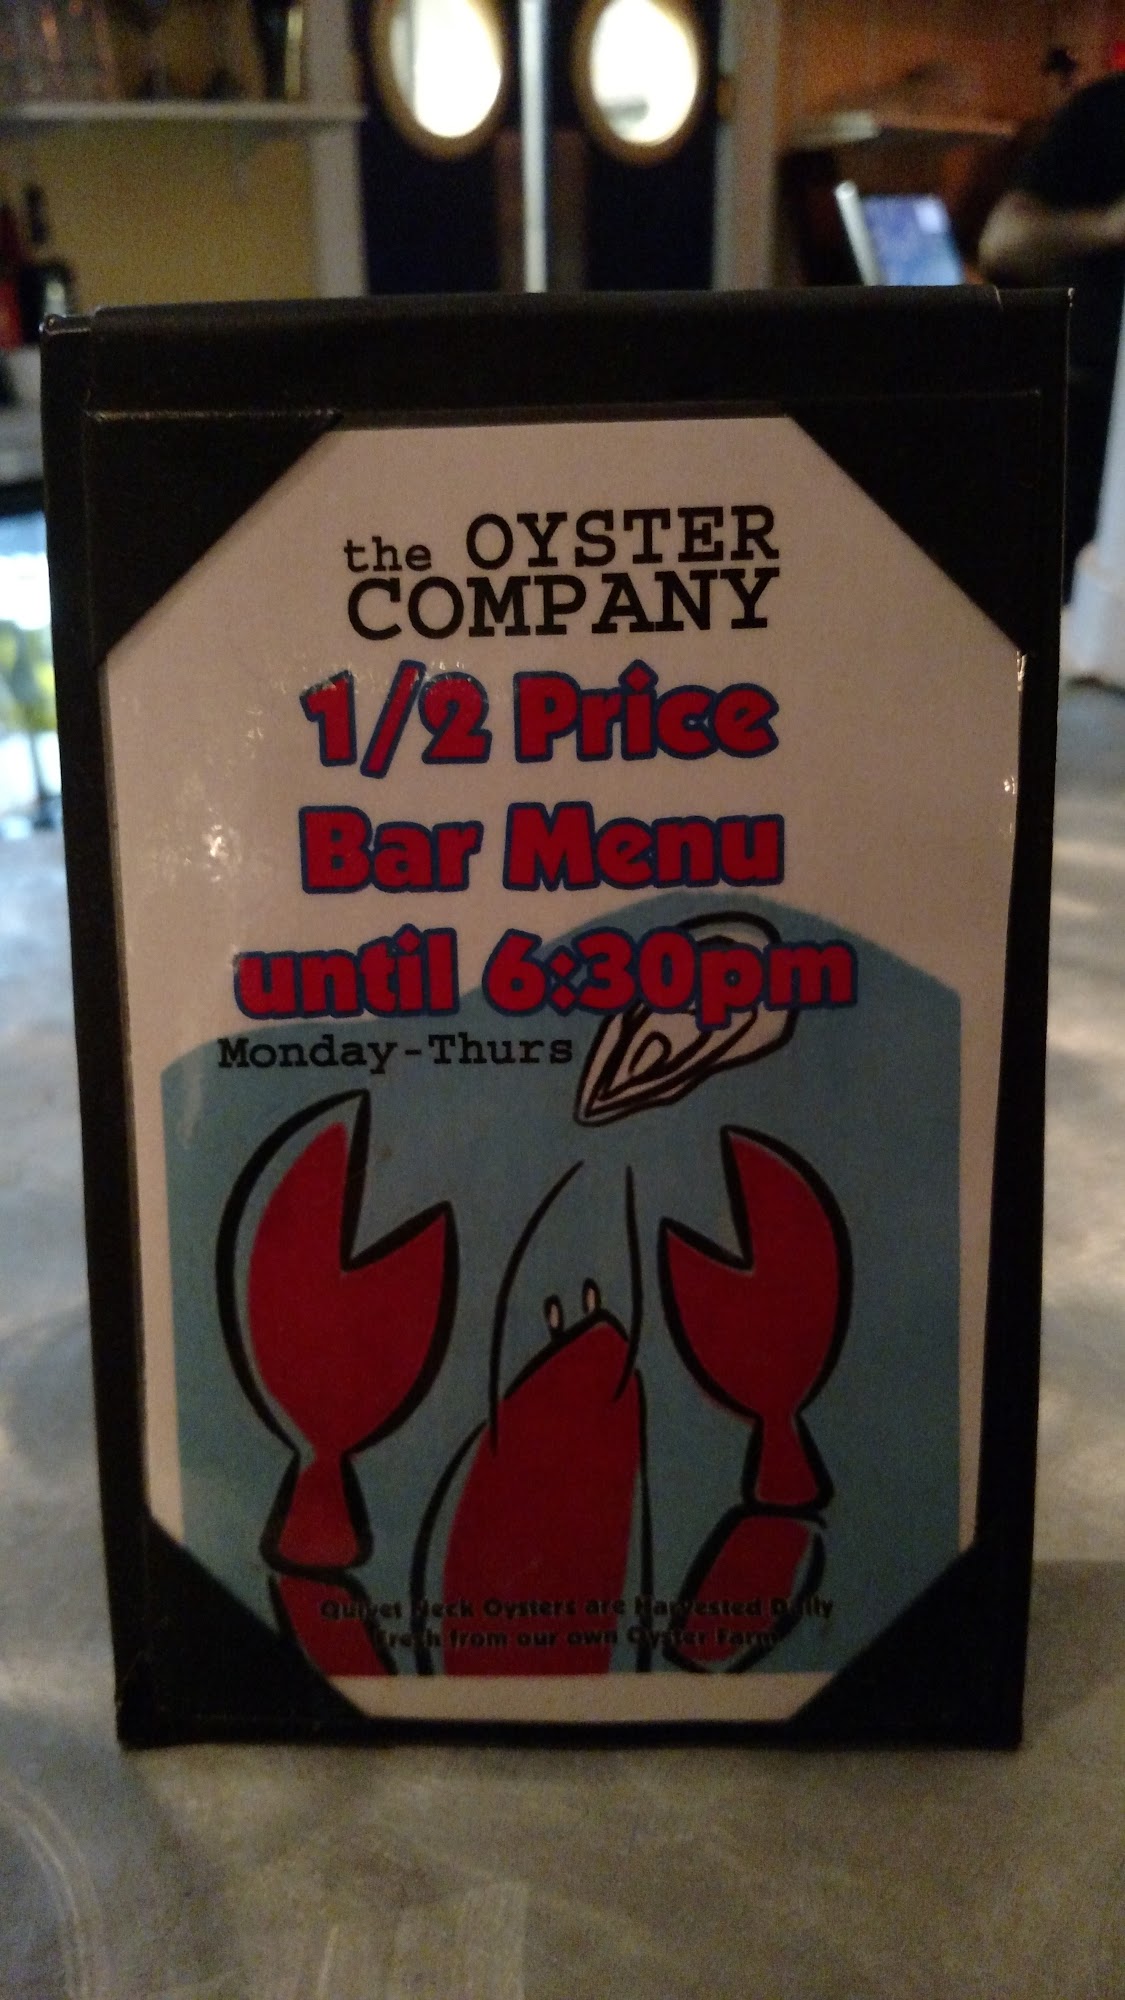 the OYSTER
COMPANY
1/2 Price
Bar Menu
until 6:30pm
Monday-Thurs
Quivet Neck Oysters are Harvested Daily
Fresh from our own Oyster Farm